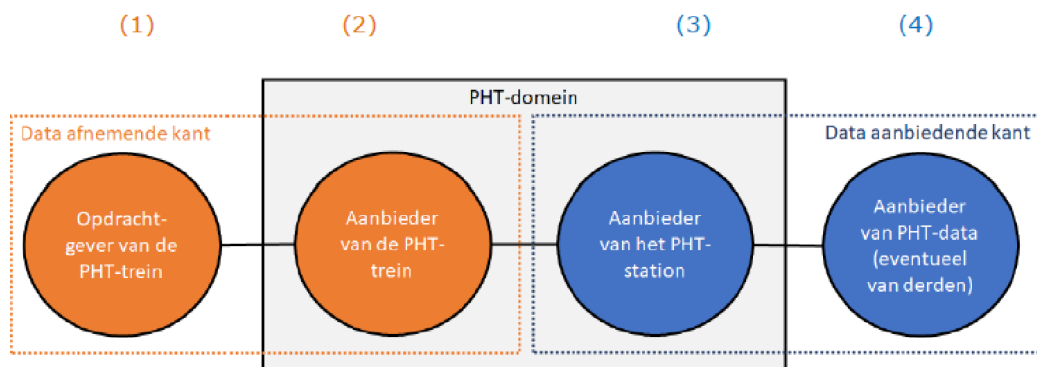 (1)
(2)
(3)
(4)
PHT-domein
Data afnemende kant
Data aanbiedende kant
Opdracht-
gever van de
PHT-trein
Aanbieder
van de PHT-
trein
Aanbieder
van het PHT-
station
Aanbieder
van PHT-data
(eventueel
van derden)